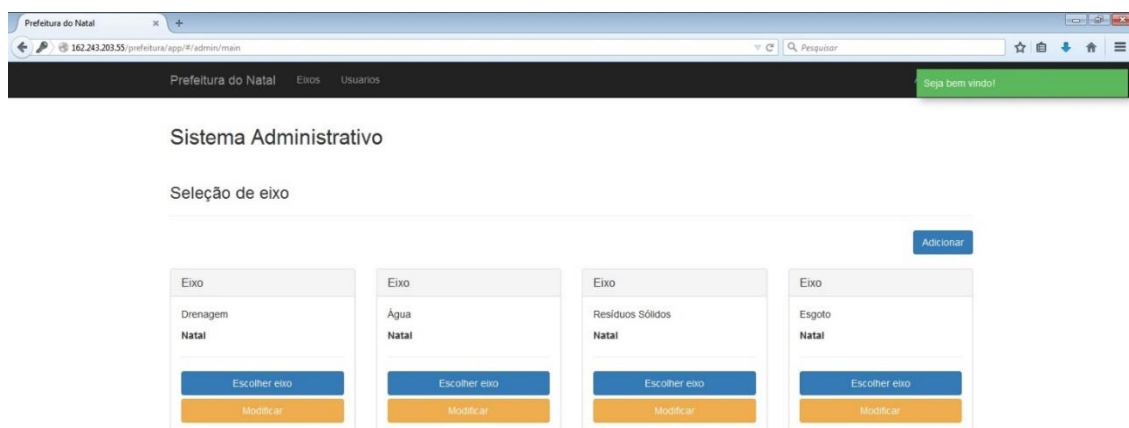 Prefeitura do Natal
162.243.203.55/prefeitura/app/#/admin/main
Pesquisar
Prefeitura do Natal Eixos Usuarios
Seja bem vindo!
Sistema Administrativo
Seleção de eixo
Adicionar
Eixo Eixo Eixo Eixo
Drenagem Água Resíduos Sólidos Esgoto
Natal Natal Natal Natal
Escolher eixo Escolher eixo Escolher eixo Escolher eixo
Modificar Modificar Modificar Modificar